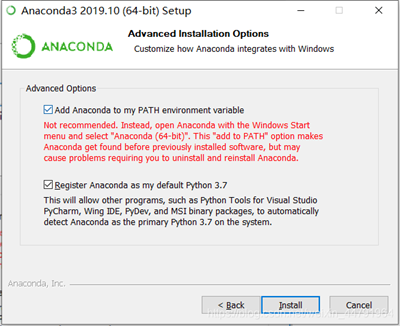 Anaconda3 2019.10 (64-bit) Setup
Advanced Installation Options
Customize how Anaconda integrates with Windows
ANACONDA
Advanced Options
Add Anaconda to my PATH environment variable
Not recommended. Instead, open Anaconda with the Windows Start
menu and select "Anaconda (64-bit)". This "add to PATH" option makes
Anaconda get found before previously installed software, but may
cause problems requiring you to uninstall and reinstall Anaconda.
Register Anaconda as my default Python 3.7
This will allow other programs, such as Python Tools for Visual Studio
PyCharm, Wing IDE, PyDev, and MSI binary packages, to automatically
detect Anaconda as the primary Python 3.7 on the system.
Anaconda, Inc.
< Back
Install
Cancel